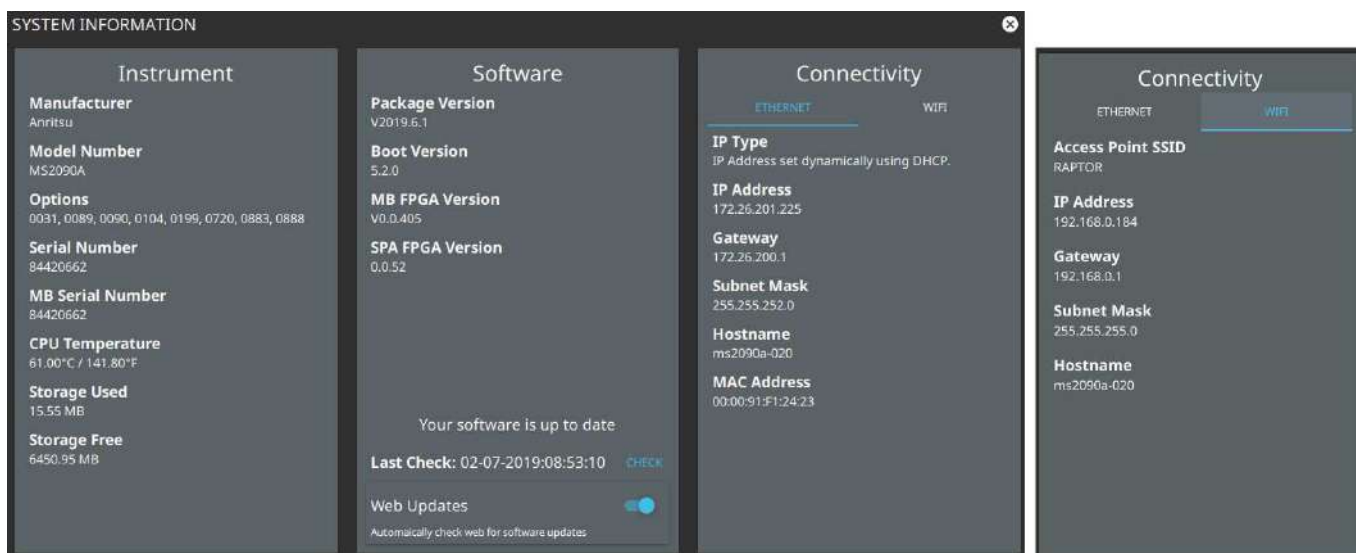 SYSTEM INFORMATION
Instrument
Manufacturer
Anritsu
Model Number
MS2090A
Options
0031, 0089, 0090, 0104, 0199, 0720, 0883, 0888
Serial Number
84420662
MB Serial Number
84420662
CPU Temperature
61.00°C / 141.80°F
Storage Used
15.55 MB
Storage Free
6450.95 MB
Software
Package Version
V2019.6.1
Boot Version
5.2.0
MB FPGA Version
V0.0.405
SPA FPGA Version
0.0.52
Your software is up to date
Last Check: 02-07-2019:08:53:10 CHECK
Web Updates
Automaically check web for software updates
Connectivity
ETHERNET WIFI
IP Type
IP Address set dynamically using DHCP.
IP Address
172.26.201.225
Gateway
172.26.200.1
Subnet Mask
255.255.252.0
Hostname
ms2090a-020
MAC Address
00:00:91:F1:24:23
Connectivity
ETHERNET WIFI
Access Point SSID
RAPTOR
IP Address
192.168.0.184
Gateway
192.168.0.1
Subnet Mask
255.255.255.0
Hostname
ms2090a-020